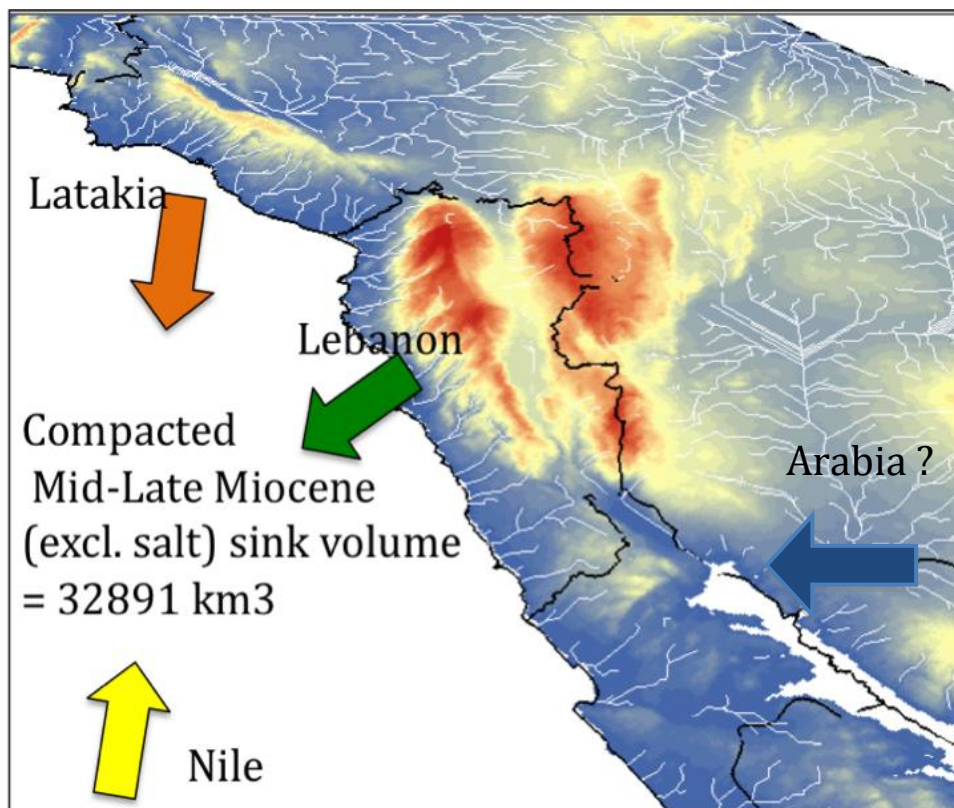 Latakia
Lebanon
Compacted
Mid-Late Miocene
(excl. salt) sink volume
= 32891 km3
Arabia ?
Nile